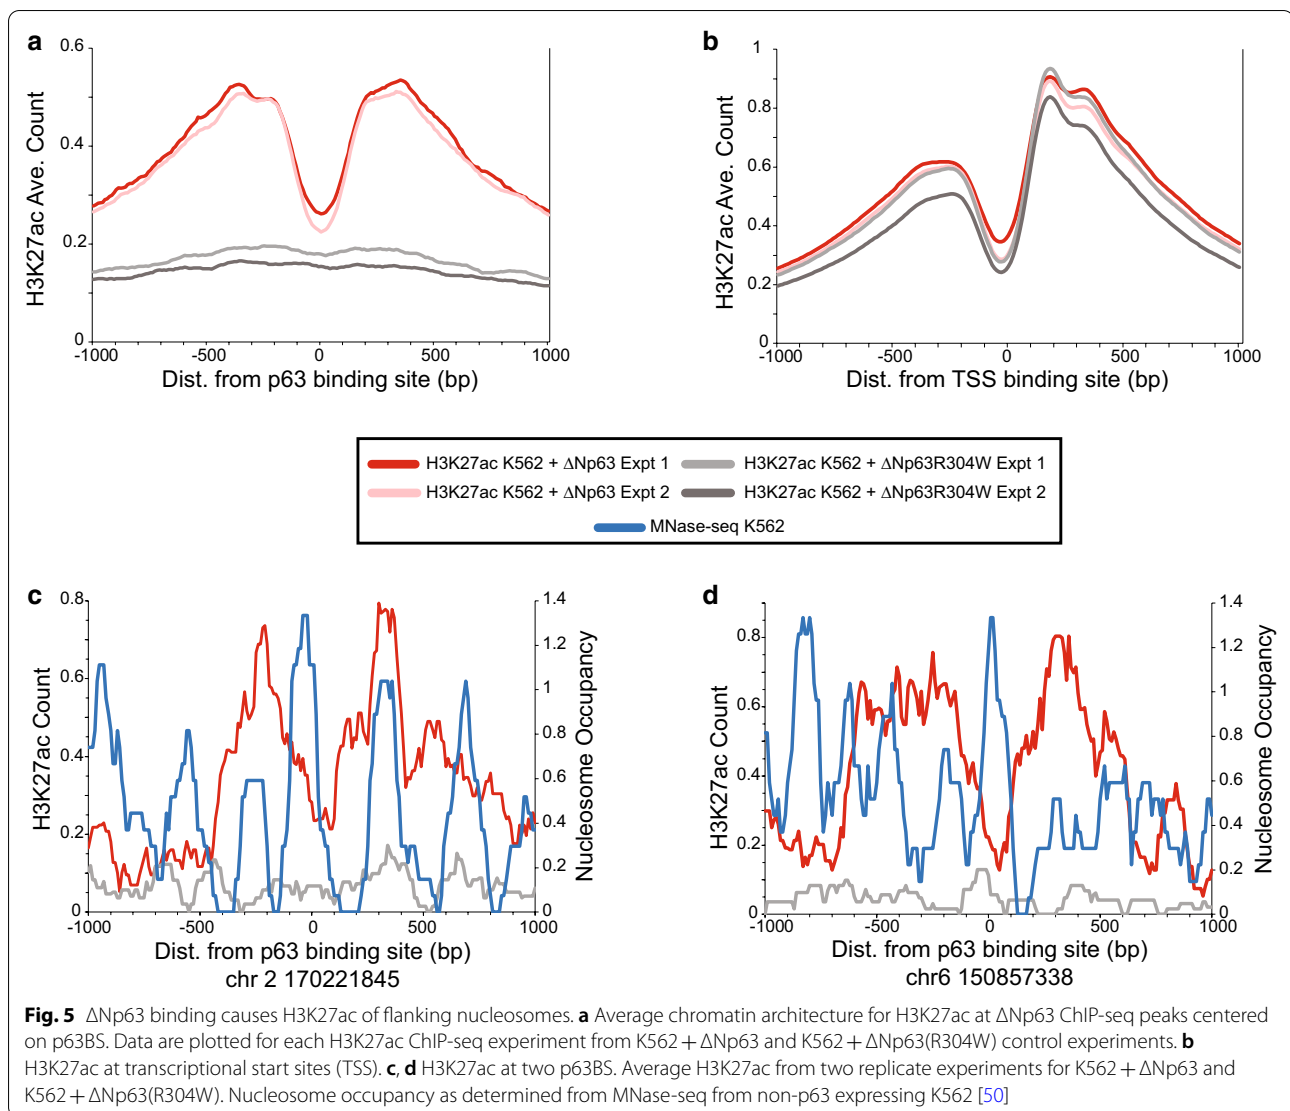 a
0.6
0.4
0.2
0
H3K27ac Ave. Count
-1000 -500 0 500 1000
Dist. from p63 binding site (bp)
b
1
0.8
0.6
0.4
0.2
0
H3K27ac Ave. Count
-1000 -500 0 500 1000
Dist. from TSS binding site (bp)
H3K27ac K562 + ΔNp63 Expt 1
H3K27ac K562 + ΔNp63R304W Expt 1
H3K27ac K562 + ΔNp63 Expt 2
H3K27ac K562 + ΔNp63R304W Expt 2
MNase-seq K562
c
0.8
0.6
0.4
0.2
0
H3K27ac Count
1.4
1.2
1
0.8
0.6
0.4
0.2
0
Nucleosome Occupancy
-1000 -500 0 500 1000
Dist. from p63 binding site (bp)
chr 2 170221845
d
0.8
0.6
0.4
0.2
0
H3K27ac Count
1.4
1.2
1
0.8
0.6
0.4
0.2
0
Nucleosome Occupancy
-1000 -500 0 500 1000
Dist. from p63 binding site (bp)
chr6 150857338
Fig. 5 ΔNp63 binding causes H3K27ac of flanking nucleosomes. a Average chromatin architecture for H3K27ac at ΔNp63 ChIP-seq peaks centered
on p63BS. Data are plotted for each H3K27ac ChIP-seq experiment from K562 + ΔNp63 and K562 + ΔNp63(R304W) control experiments. b
H3K27ac at transcriptional start sites (TSS). c, d H3K27ac at two p63BS. Average H3K27ac from two replicate experiments for K562 + ΔNp63 and
K562 + ΔNp63(R304W). Nucleosome occupancy as determined from MNase-seq from non-p63 expressing K562 [50]